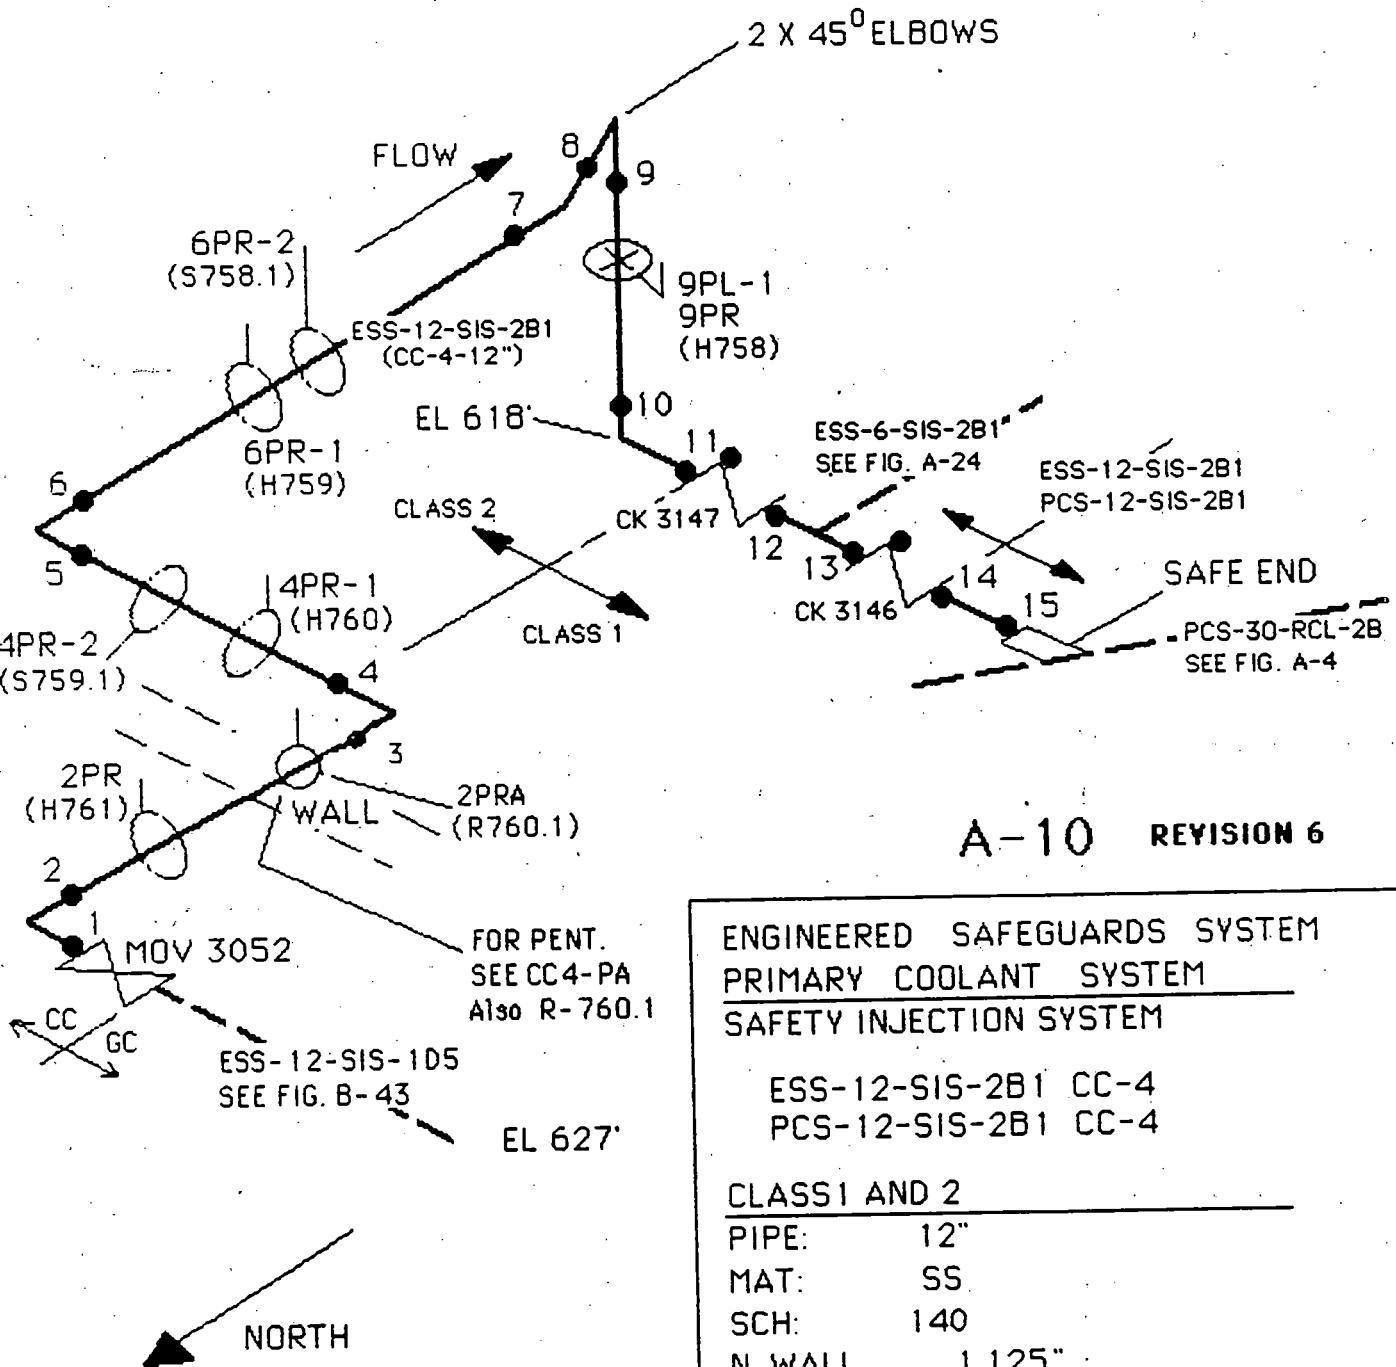 2 X 45° ELBOWS
FLOW
8
9
7
6PR-2
(S758.1)
9PL-1
9PR
(H758)
ESS-12-SIS-2B1
(CC-4-12")
10
EL 618'
11
ESS-6-SIS-2B1
SEE FIG. A-24
ESS-12-SIS-2B1
PCS-12-SIS-2B1
6PR-1
(H759)
6
CLASS 2
CK 3147
12
13
14
SAFE END
5
4PR-1
(H760)
CLASS 1
CK 3146
15
PCS-30-RCL-2B
SEE FIG. A-4
4PR-2
(S759.1)
4
3
2PR
(H761)
WALL
2PRA
(R760.1)
A-10 REVISION 6
2
1
MOV 3052
FOR PENT.
SEE CC4-PA
Also R-760.1
CC
GC
ESS-12-SIS-1D5
SEE FIG. B-43
EL 627'
NORTH
ENGINEERED SAFEGUARDS SYSTEM
PRIMARY COOLANT SYSTEM
SAFETY INJECTION SYSTEM
ESS-12-SIS-2B1 CC-4
PCS-12-SIS-2B1 CC-4
CLASS1 AND 2
PIPE: 12"
MAT: SS
SCH: 140
N WALL 1.125"